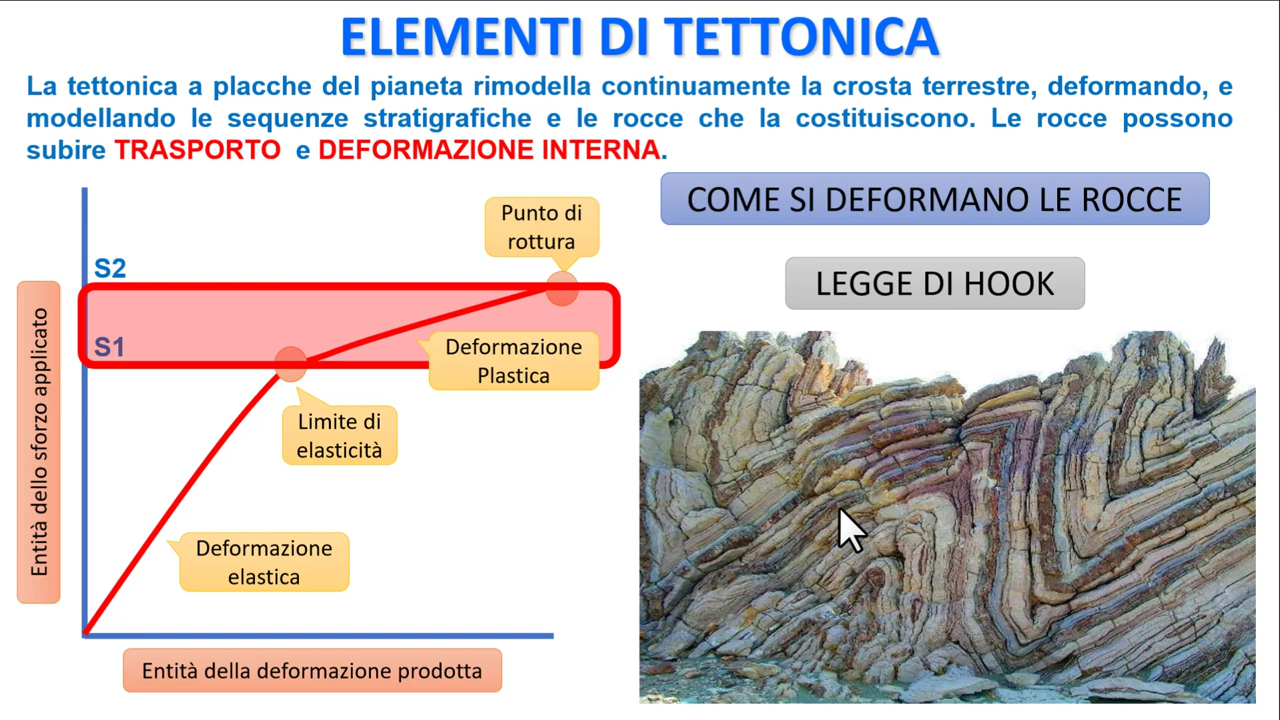 ELEMENTI DI TETTONICA
La tettonica a placche del pianeta rimodella continuamente la crosta terrestre, deformando, e
modellando le sequenze stratigrafiche e le rocce che la costituiscono. Le rocce possono
subire TRASPORTO e DEFORMAZIONE INTERNA.
COME SI DEFORMANO LE ROCCE
LEGGE DI HOOK
Punto di
rottura
S2
S1
Deformazione
Plastica
Limite di
elasticità
Deformazione
elastica
Entità dello sforzo applicato
Entità della deformazione prodotta